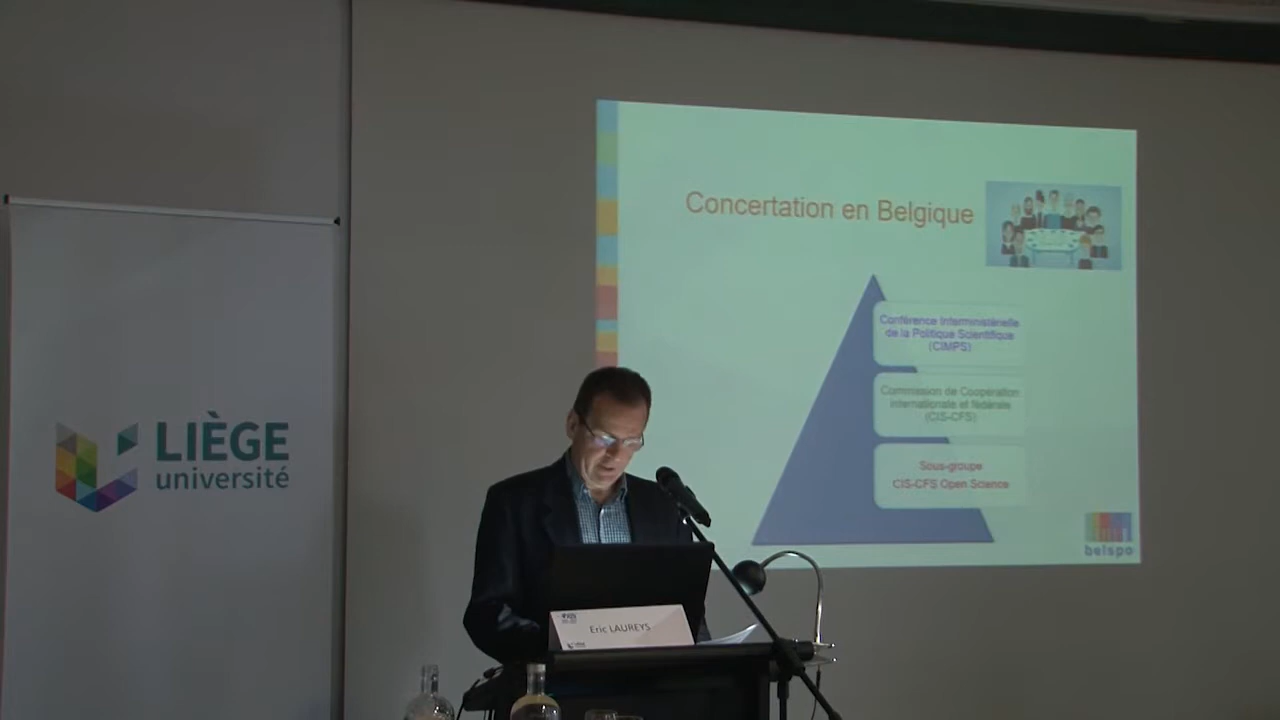 LIÈGE
université
Concertation en Belgique
Conférence Interministérielle
de la Politique Scientifique
(CIMPS)
Commission de Coopération
internationale et fédérale
(CIS-CFS)
Sous-groupe
CIS-CFS Open Science
belspo
Eric LAUREYS